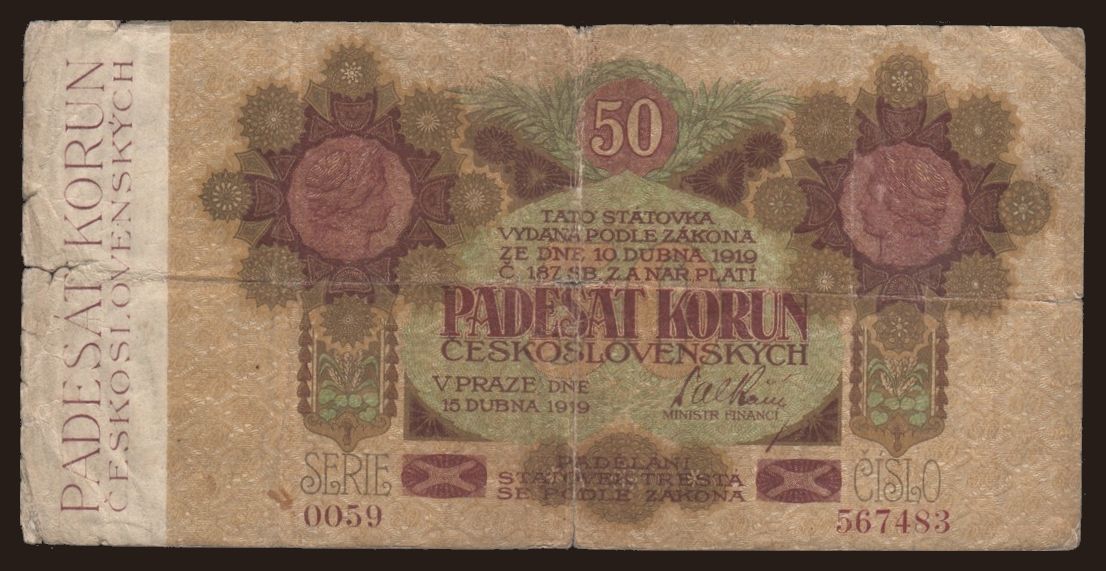 PADESÁT KORUN
ČESKOSLOVENSKÝCH
50
TATO STÁTOVKA
VYDANÁ PODLE ZÁKONA
ZE DNE 10. DUBNA 1919
Č. 187 SB. Z. A NAŘ. PLATÍ
PADESÁT KORUN
ČESKOSLOVENSKÝCH
V PRAZE DNE
15. DUBNA 1919
MINISTR FINANCÍ
PADĚLÁNÍ
STÁTOVEK TRESTÁ
SE PODLE ZÁKONA
SERIE
0059
ČÍSLO
567483